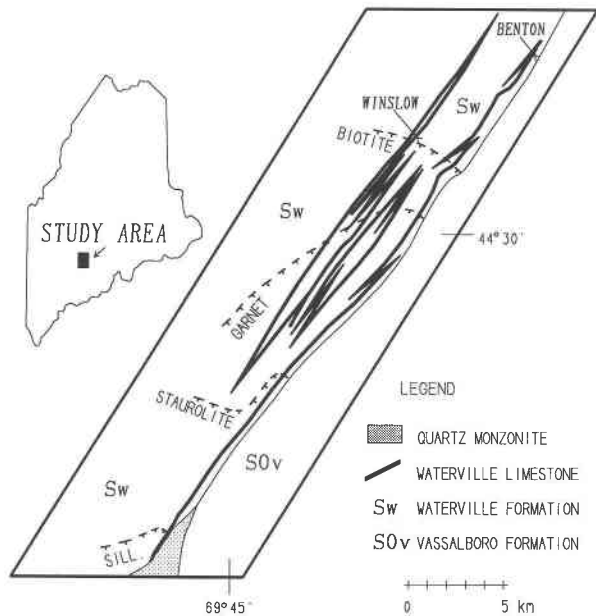 BENTON
Sw
WINSLOW
BIOTITE
Sw
STUDY AREA
44° 30'
GARNET
STAUROLITE
SOv
Sw
SILL.
69° 45'
LEGEND
QUARTZ MONZONITE
WATERVILLE LIMESTONE
Sw WATERVILLE FORMATION
SOv VASSALBORO FORMATION
0 5 km